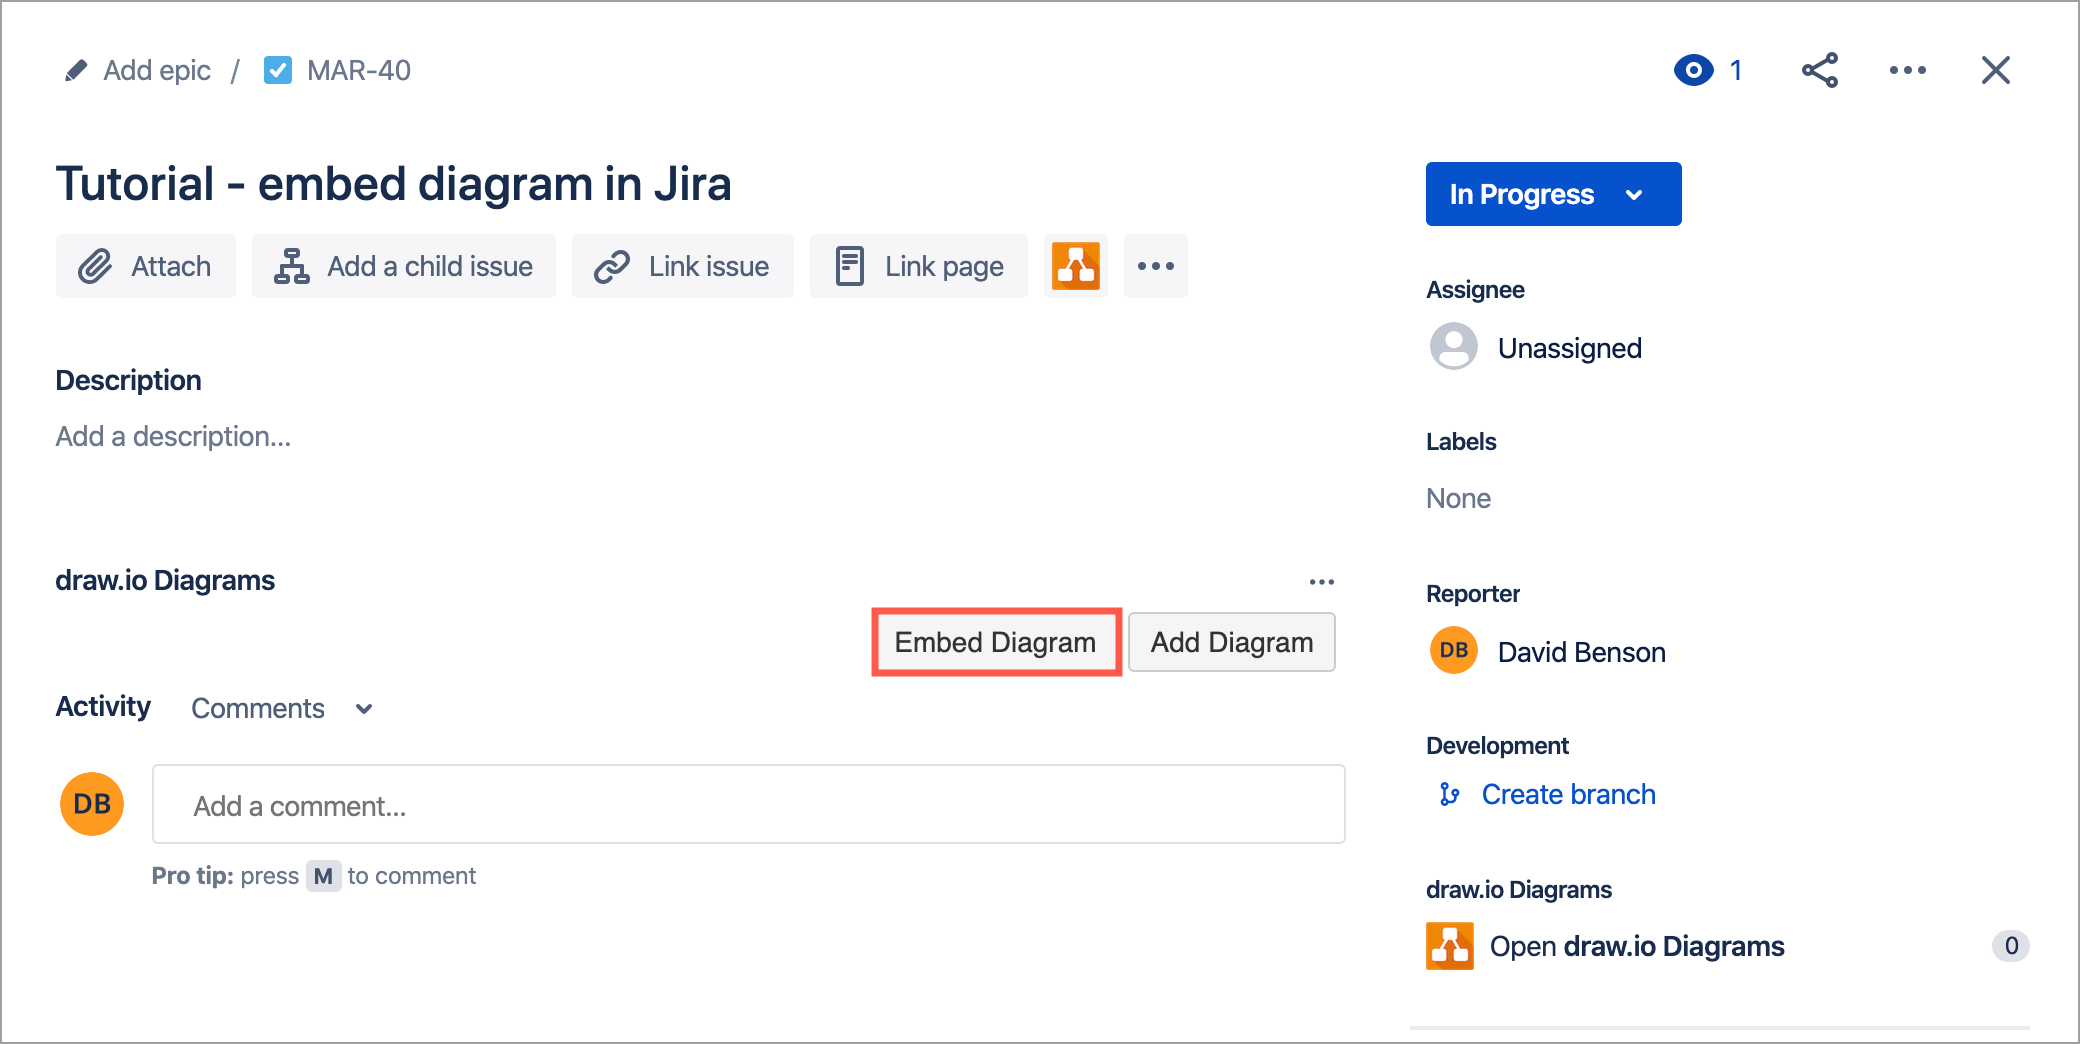 Add epic / MAR-40
1
Tutorial - embed diagram in Jira
Attach
Add a child issue
Link issue
Link page
Description
Add a description...
draw.io Diagrams
Embed Diagram
Add Diagram
Activity
Comments
DB
Add a comment...
Pro tip: press M to comment
In Progress
Assignee
Unassigned
Labels
None
Reporter
DB
David Benson
Development
Create branch
draw.io Diagrams
Open draw.io Diagrams
0